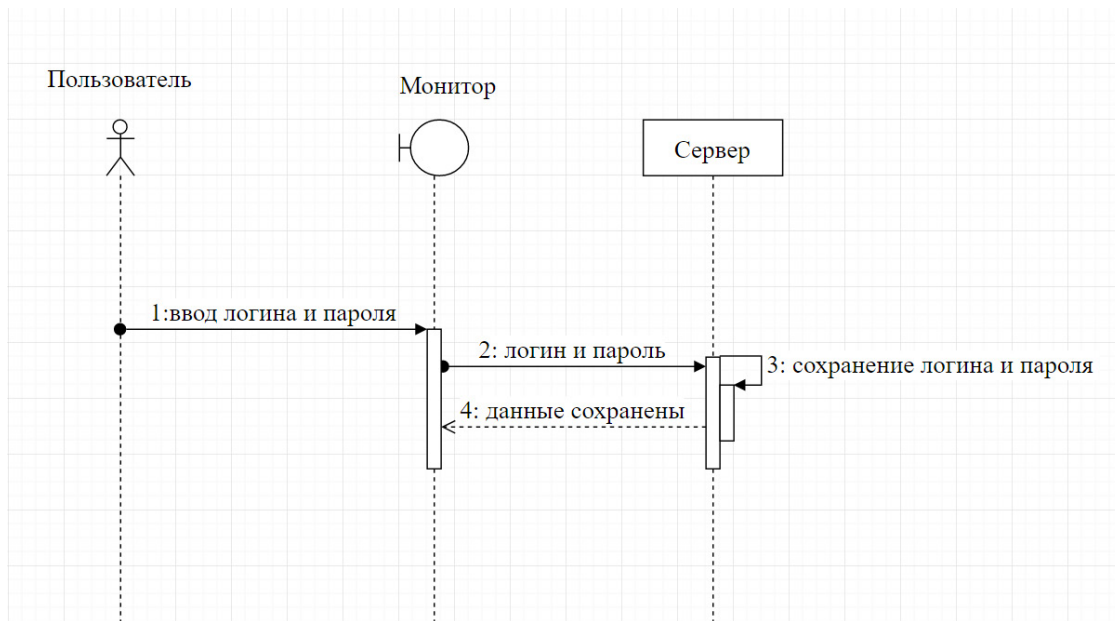 Пользователь
Монитор
Сервер
1:ввод логина и пароля
2: логин и пароль
3: сохранение логина и пароля
4: данные сохранены